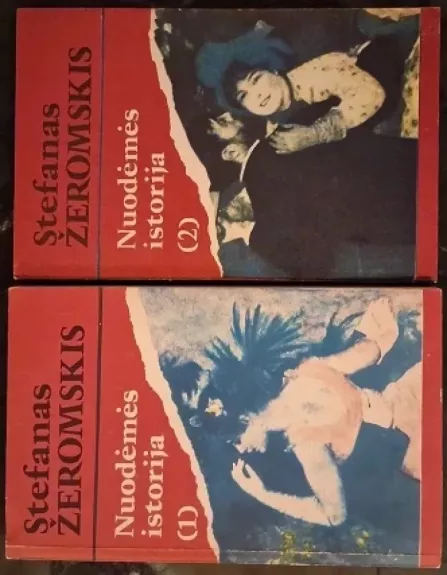 Stefanas
ŽEROMSKIS
Nuodėmės
istorija
(2)
Stefanas
ŽEROMSKIS
Nuodėmės
istorija
(1)